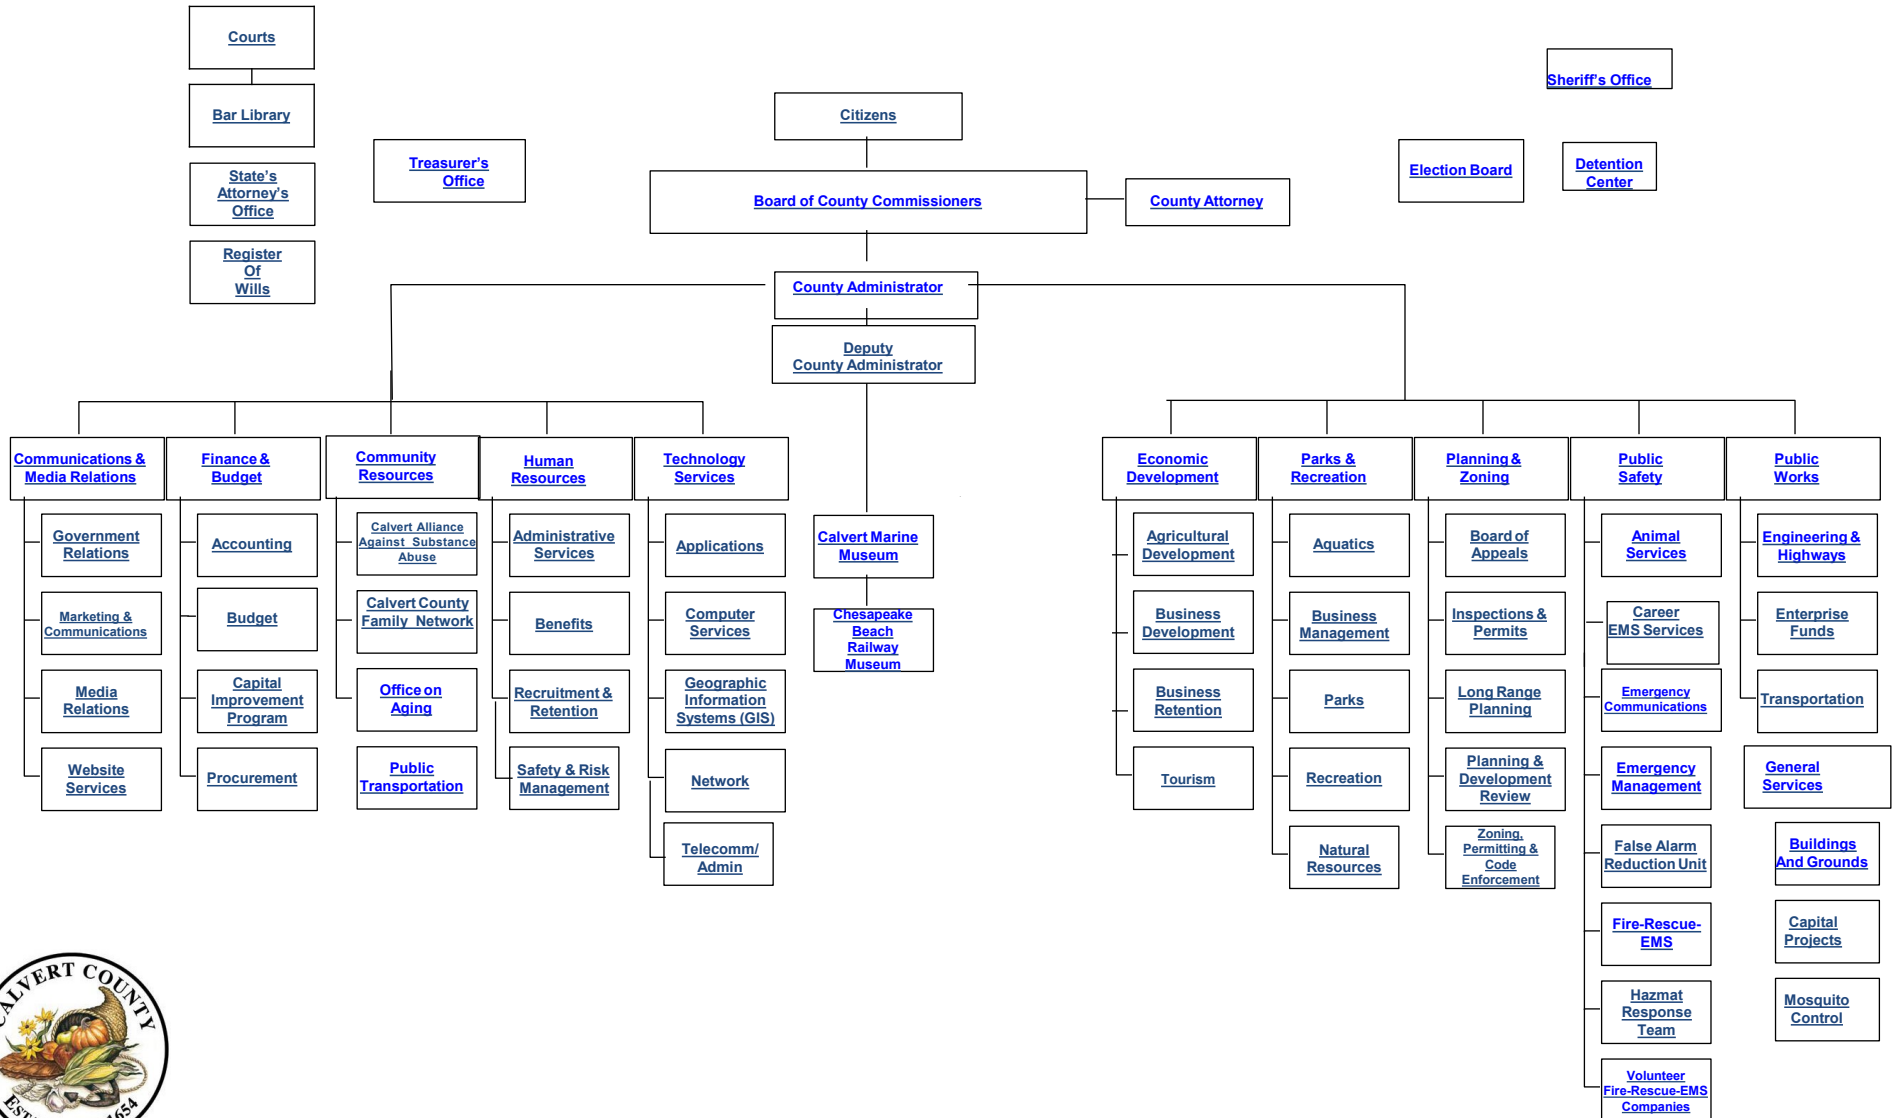 Courts
Bar Library
State's
Attorney's
Office
Register
Of
Wills
Treasurer's
Office
Citizens
Board of County Commissioners
County Attorney
Election Board
Sheriff's Office
Detention
Center
County Administrator
Deputy
County Administrator
Communications &
Media Relations
Government
Relations
Marketing &
Communications
Media
Relations
Website
Services
Finance &
Budget
Accounting
Budget
Capital
Improvement
Program
Procurement
Community
Resources
Calvert Alliance
Against Substance
Abuse
Calvert County
Family Network
Office on
Aging
Public
Transportation
Human
Resources
Administrative
Services
Benefits
Recruitment &
Retention
Safety & Risk
Management
Technology
Services
Applications
Computer
Services
Geographic
Information
Systems (GIS)
Network
Telecomm/
Admin
Calvert Marine
Museum
Chesapeake
Beach
Railway
Museum
Economic
Development
Agricultural
Development
Business
Development
Business
Retention
Tourism
Parks &
Recreation
Aquatics
Business
Management
Parks
Recreation
Natural
Resources
Planning &
Zoning
Board of
Appeals
Inspections &
Permits
Long Range
Planning
Planning &
Development
Review
Zoning,
Permitting &
Code
Enforcement
Public
Safety
Animal
Services
Career
EMS Services
Emergency
Communications
Emergency
Management
False Alarm
Reduction Unit
Fire-Rescue-
EMS
Hazmat
Response
Team
Volunteer
Fire-Rescue-EMS
Companies
Public
Works
Engineering &
Highways
Enterprise
Funds
Transportation
General
Services
Buildings
And Grounds
Capital
Projects
Mosquito
Control
CALVERT COUNTY
1654